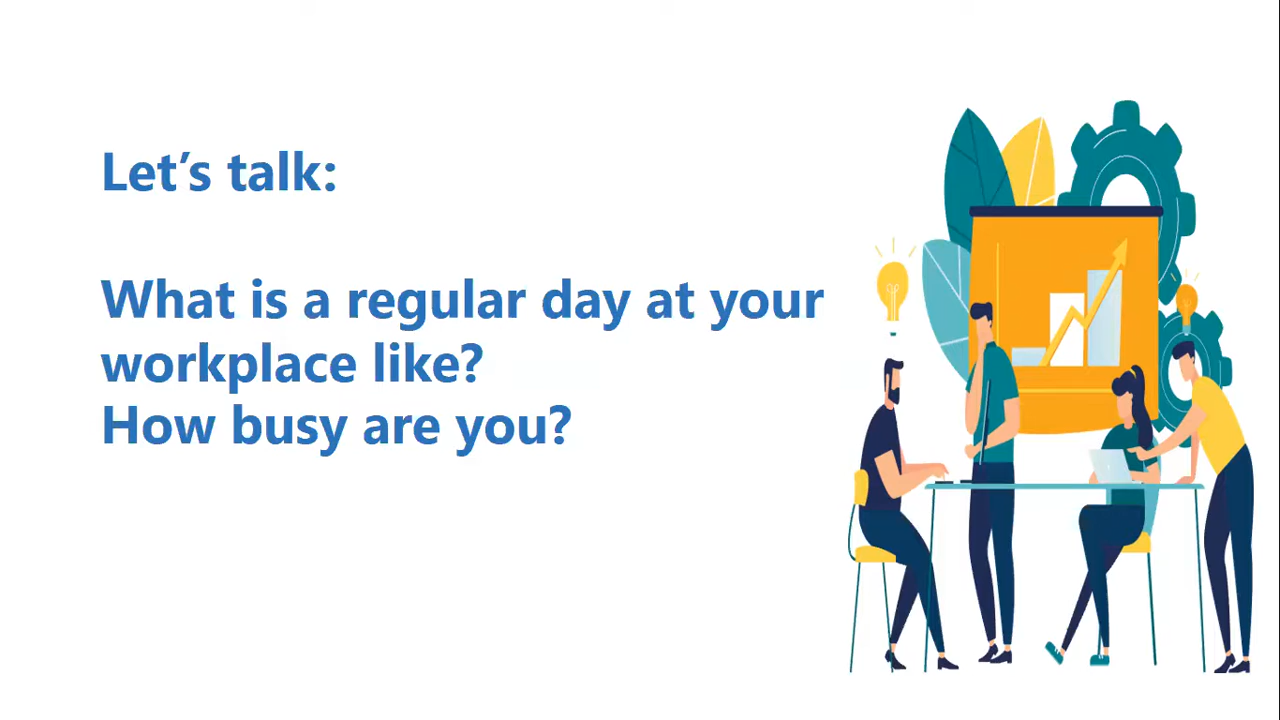 Let’s talk:
What is a regular day at your
workplace like?
How busy are you?